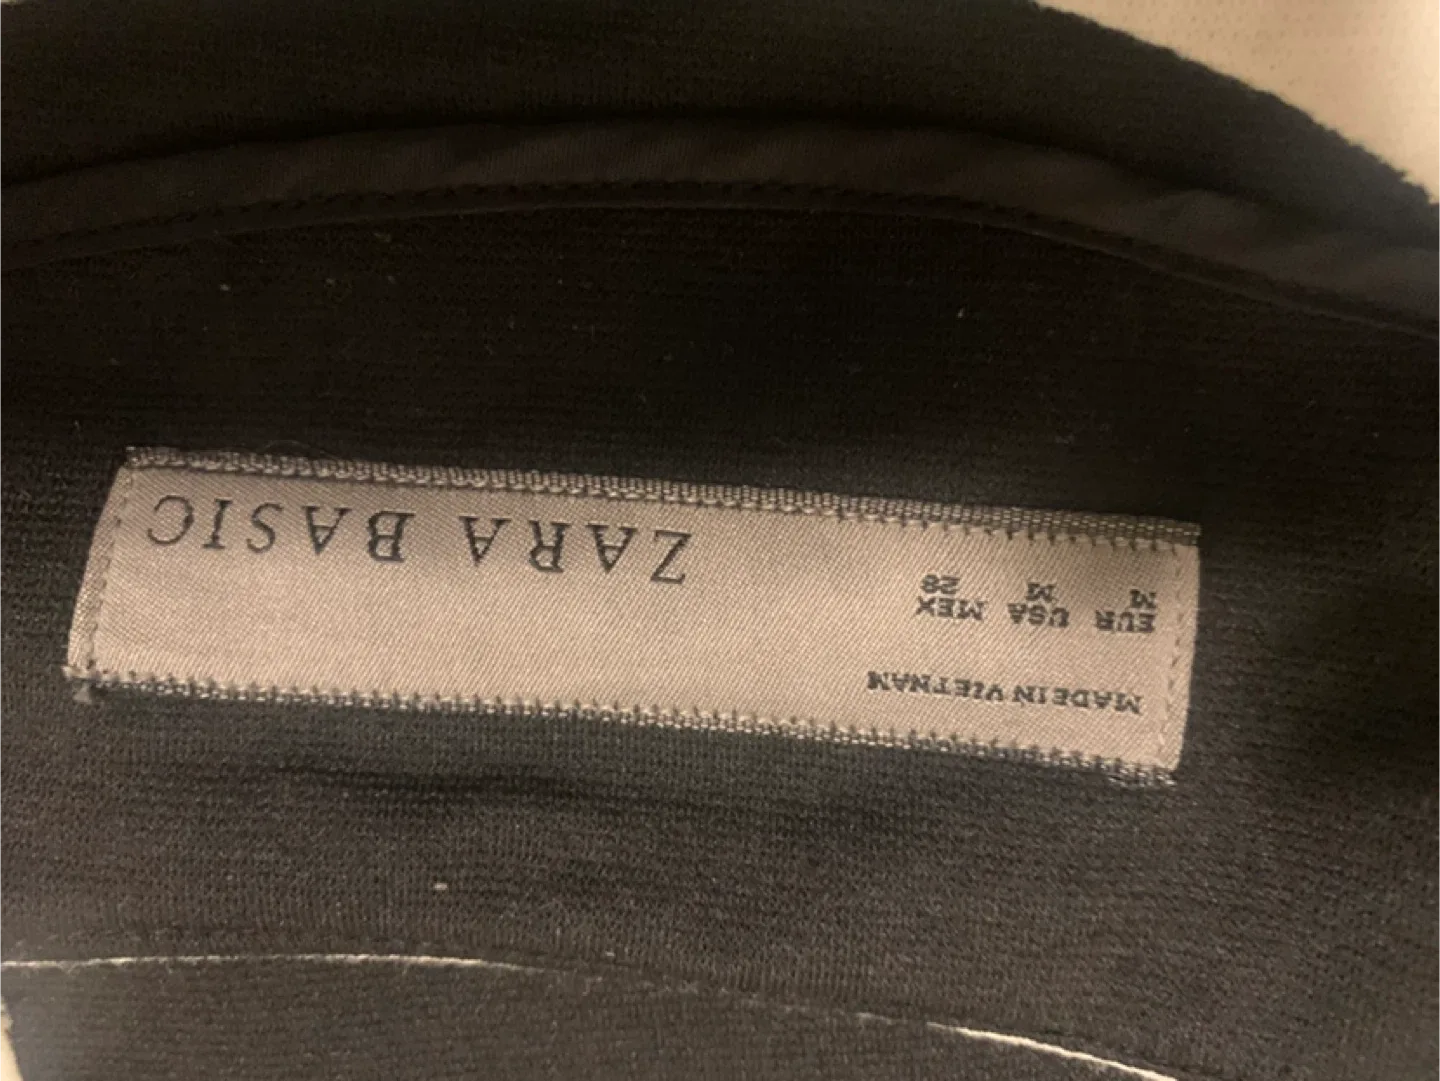 MADE IN VIETNAM
EUR USA MEX
M M 28
ZARA BASIC